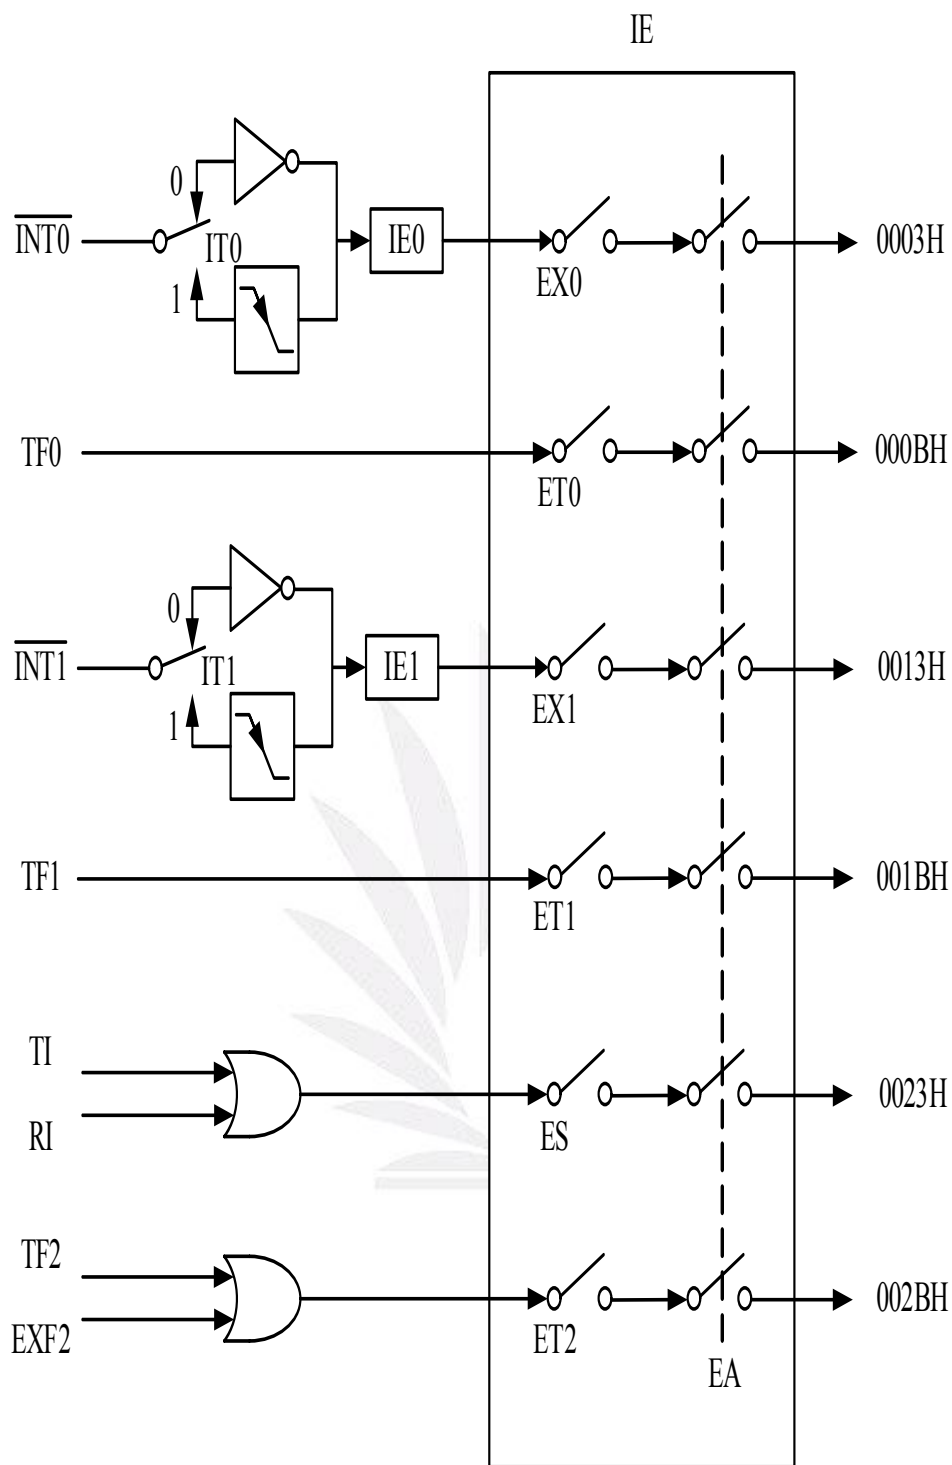 IE
0
INT0
IT0
IE0
EX0
0003H
1
TF0
ET0
000BH
0
INT1
IT1
IE1
EX1
0013H
1
TF1
ET1
001BH
TI
RI
ES
0023H
TF2
EXF2
ET2
002BH
EA